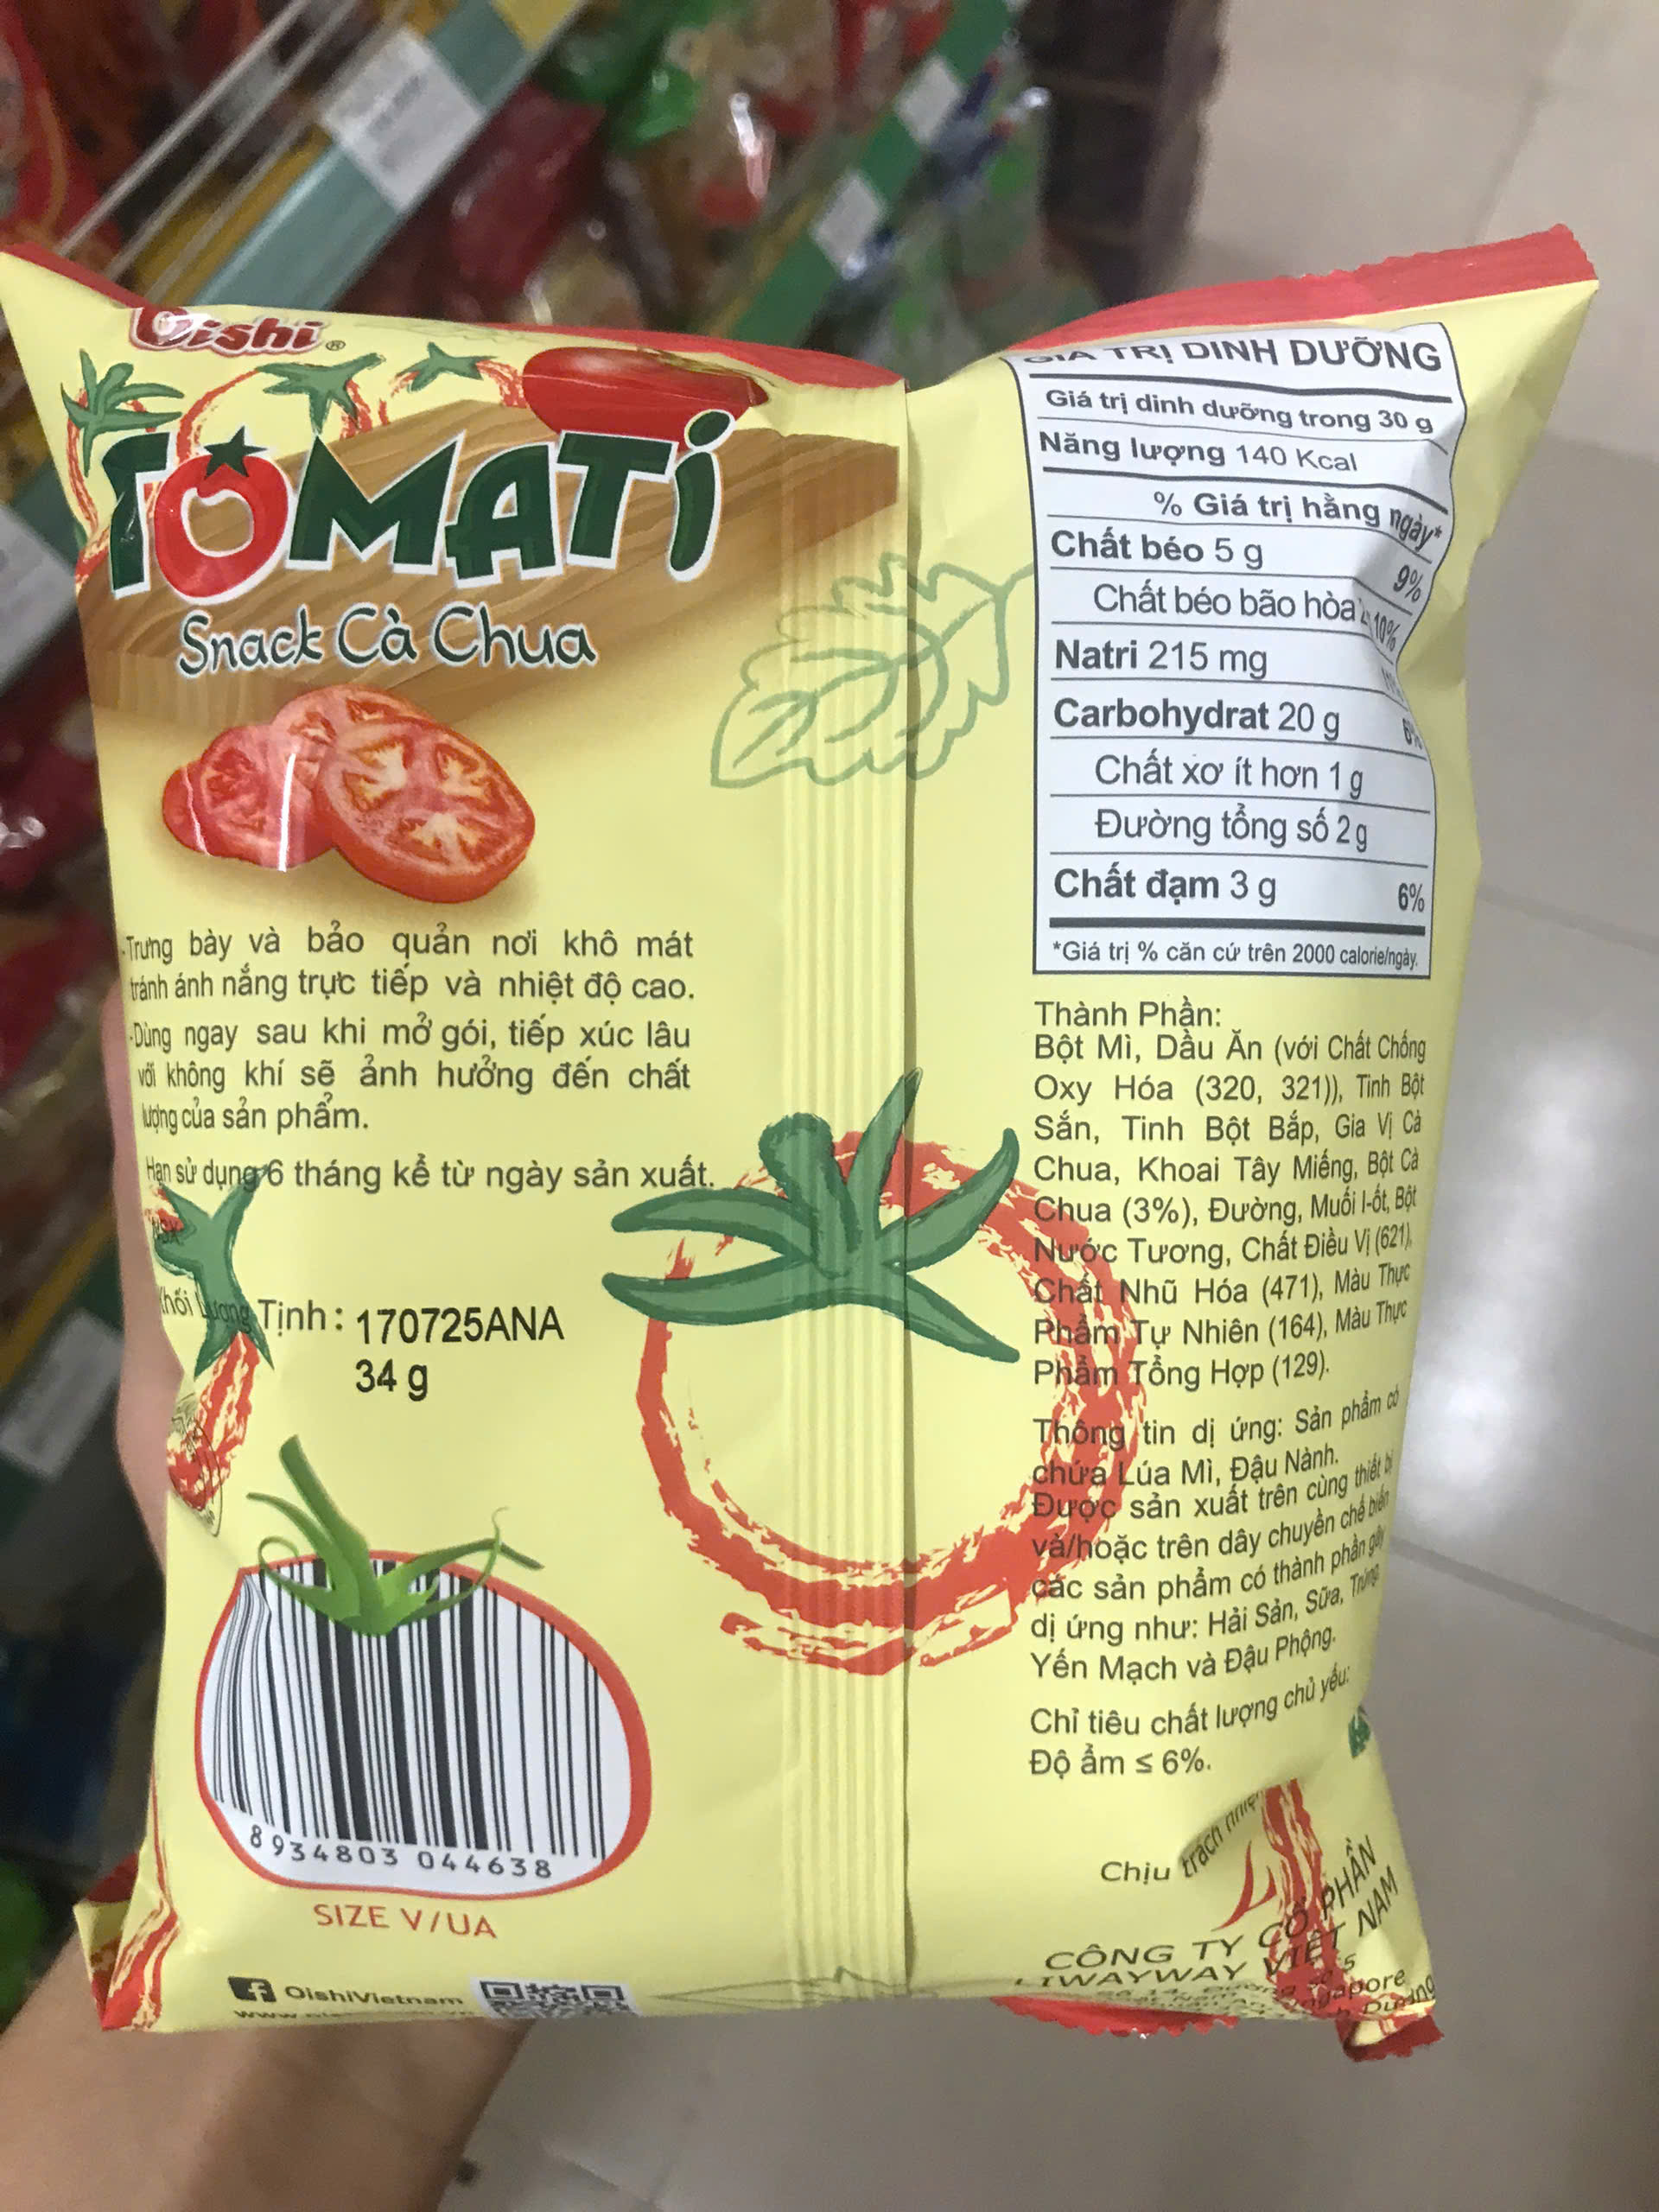 Oishi®
TOMATI
Snack Cà Chua
-Trưng bày và bảo quản nơi khô mát
tránh ánh nắng trực tiếp và nhiệt độ cao.
-Dùng ngay sau khi mở gói, tiếp xúc lâu
với không khí sẽ ảnh hưởng đến chất
lượng của sản phẩm.
Hạn sử dụng 6 tháng kể từ ngày sản xuất.
NSX
Khối Lượng Tịnh: 170725ANA
34 g
8 934803 044638
SIZE V/UA
OishiVietnam
GIÁ TRỊ DINH DƯỠNG
Giá trị dinh dưỡng trong 30 g
Năng lượng 140 Kcal
% Giá trị hằng ngày*
Chất béo 5 g 9%
Chất béo bão hòa 10%
Natri 215 mg
Carbohydrat 20 g 6%
Chất xơ ít hơn 1 g
Đường tổng số 2 g
Chất đạm 3 g 6%
*Giá trị % căn cứ trên 2000 calorie/ngày.
Thành Phần:
Bột Mì, Dầu Ăn (với Chất Chống
Oxy Hóa (320, 321)), Tinh Bột
Sắn, Tinh Bột Bắp, Gia Vị Cà
Chua, Khoai Tây Miếng, Bột Cà
Chua (3%), Đường, Muối I-ốt, Bột
Nước Tương, Chất Điều Vị (621),
Chất Nhũ Hóa (471), Màu Thực
Phẩm Tự Nhiên (164), Màu Thực
Phẩm Tổng Hợp (129).
Thông tin dị ứng: Sản phẩm có
chứa Lúa Mì, Đậu Nành.
Được sản xuất trên cùng thiết bị
và/hoặc trên dây chuyền chế biến
các sản phẩm có thành phần gây
dị ứng như: Hải Sản, Sữa, Trứng,
Yến Mạch và Đậu Phộng.
Chỉ tiêu chất lượng chủ yếu:
Độ ẩm ≤ 6%.
Chịu trách nhiệm
CÔNG TY CỔ PHẦN
LIWAYWAY VIỆT NAM